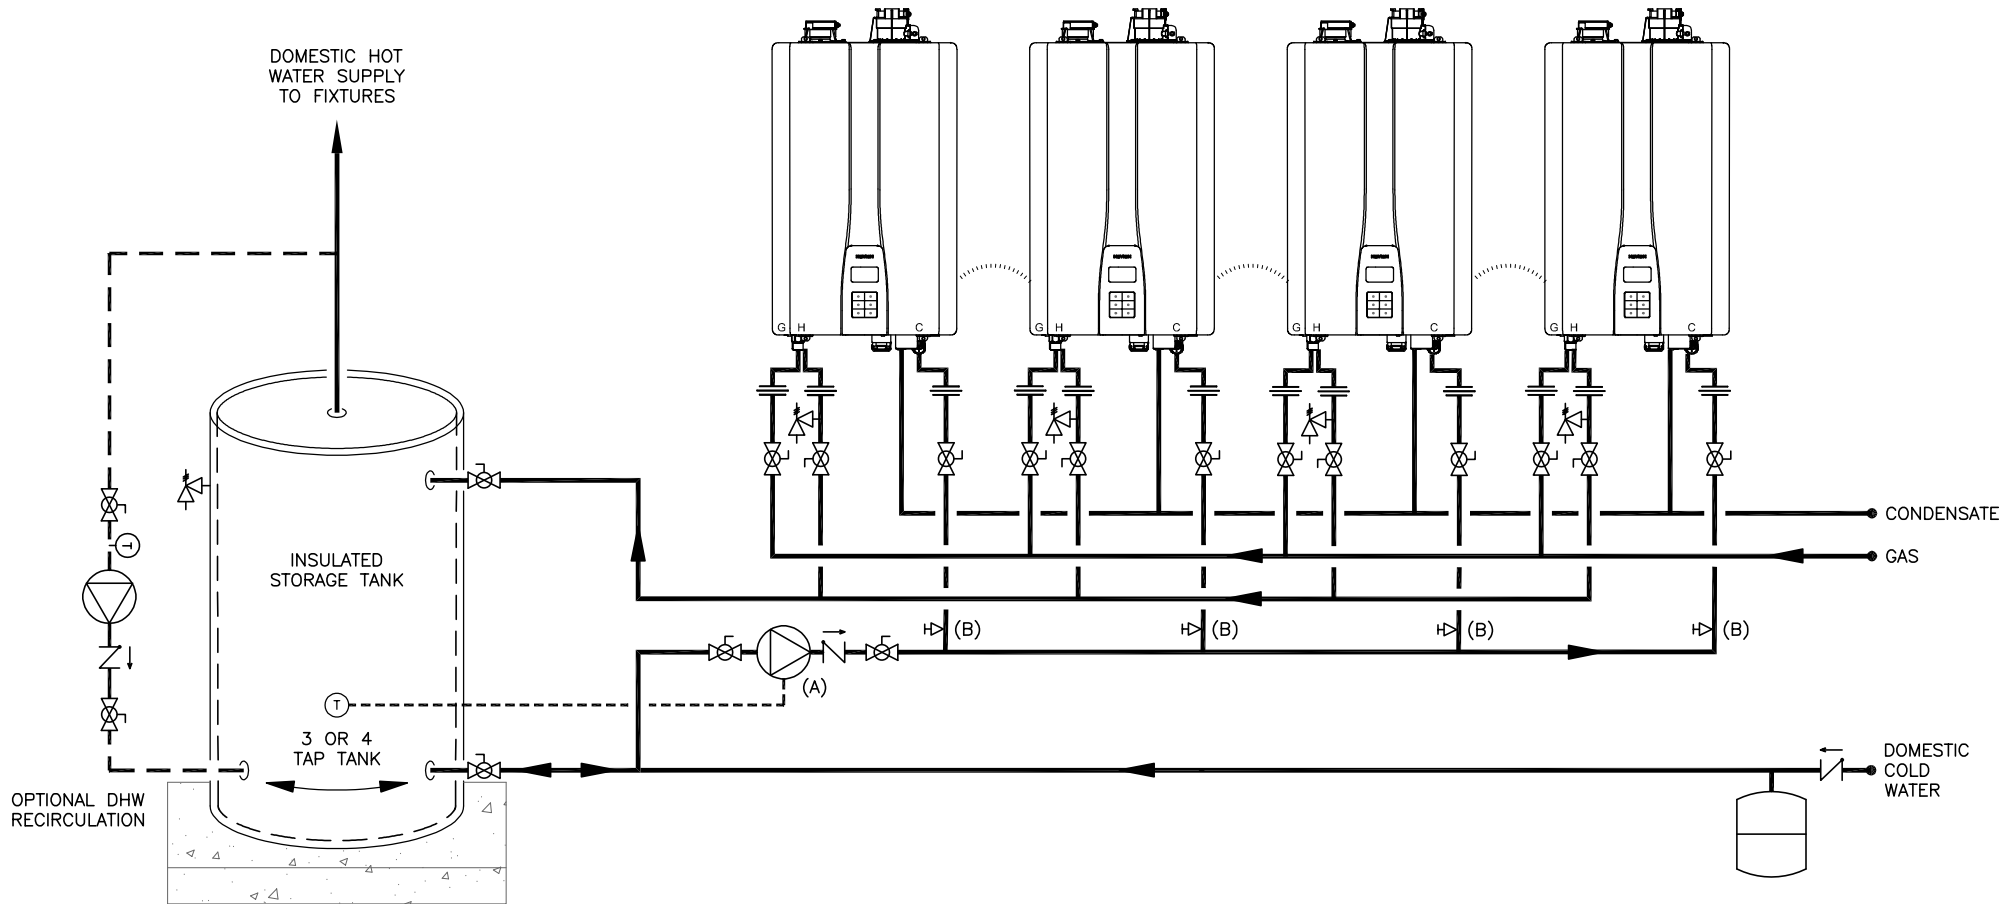 DOMESTIC HOT
WATER SUPPLY
TO FIXTURES
G H C
G H C
G H C
G H C
CONDENSATE
GAS
T
INSULATED
STORAGE TANK
(B) (B) (B) (B)
(A)
T
3 OR 4
TAP TANK
DOMESTIC
COLD
WATER
OPTIONAL DHW
RECIRCULATION